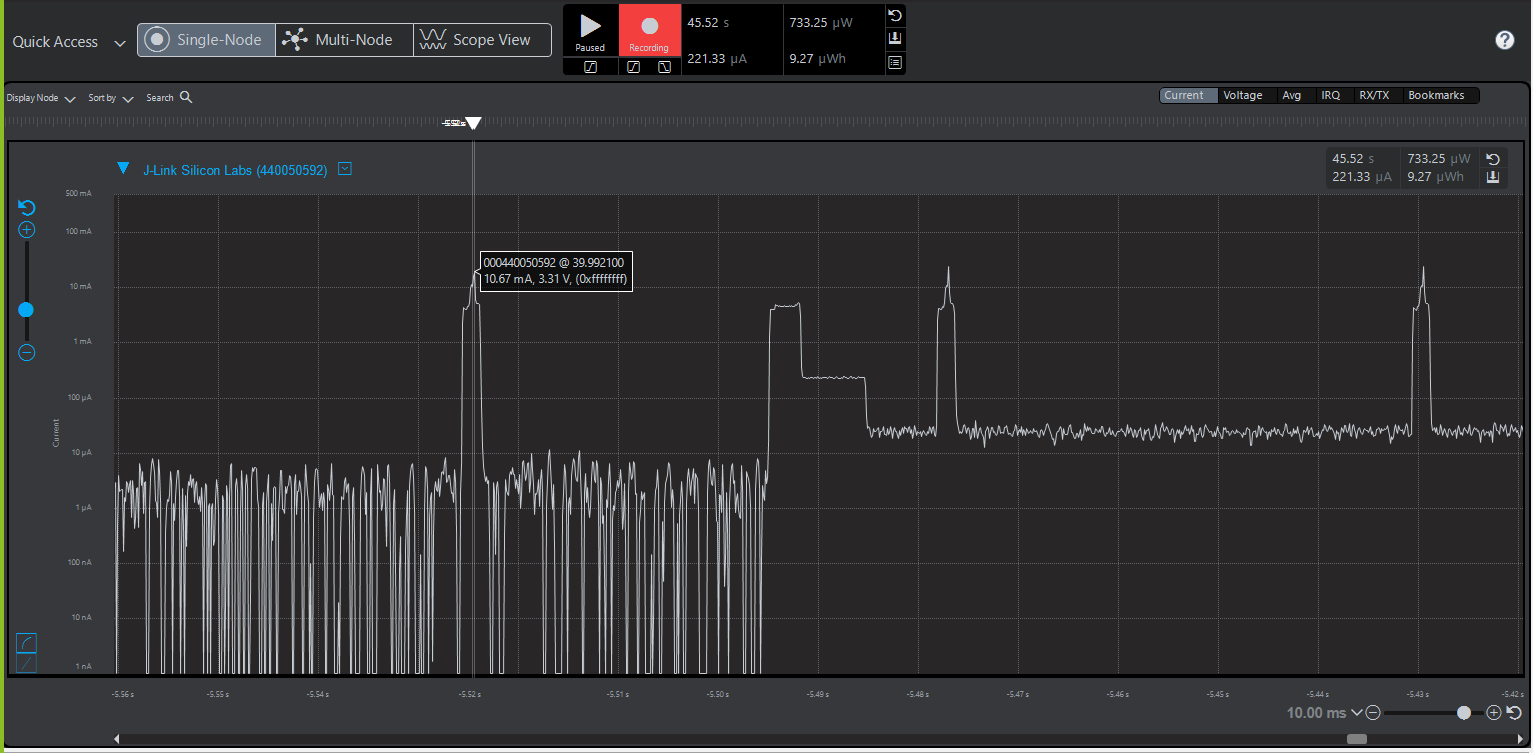 Quick Access
Single-Node
Multi-Node
Scope View
Paused
Recording
45.52 s
733.25 µW
221.33 µA
9.27 µWh
Display Node
Sort by
Search
Current
Voltage
Avg
IRQ
RX/TX
Bookmarks
J-Link Silicon Labs (440050592)
45.52 s
733.25 µW
221.33 µA
9.27 µWh
500 mA
100 mA
10 mA
1 mA
100 µA
10 µA
1 µA
100 nA
10 nA
1 nA
Current
000440050592 @ 39.992100
10.67 mA, 3.31 V, (0xffffffff)
-5.56 s
-5.55 s
-5.54 s
-5.52 s
-5.51 s
-5.50 s
-5.49 s
-5.48 s
-5.47 s
-5.46 s
-5.45 s
-5.44 s
-5.43 s
-5.42 s
10.00 ms